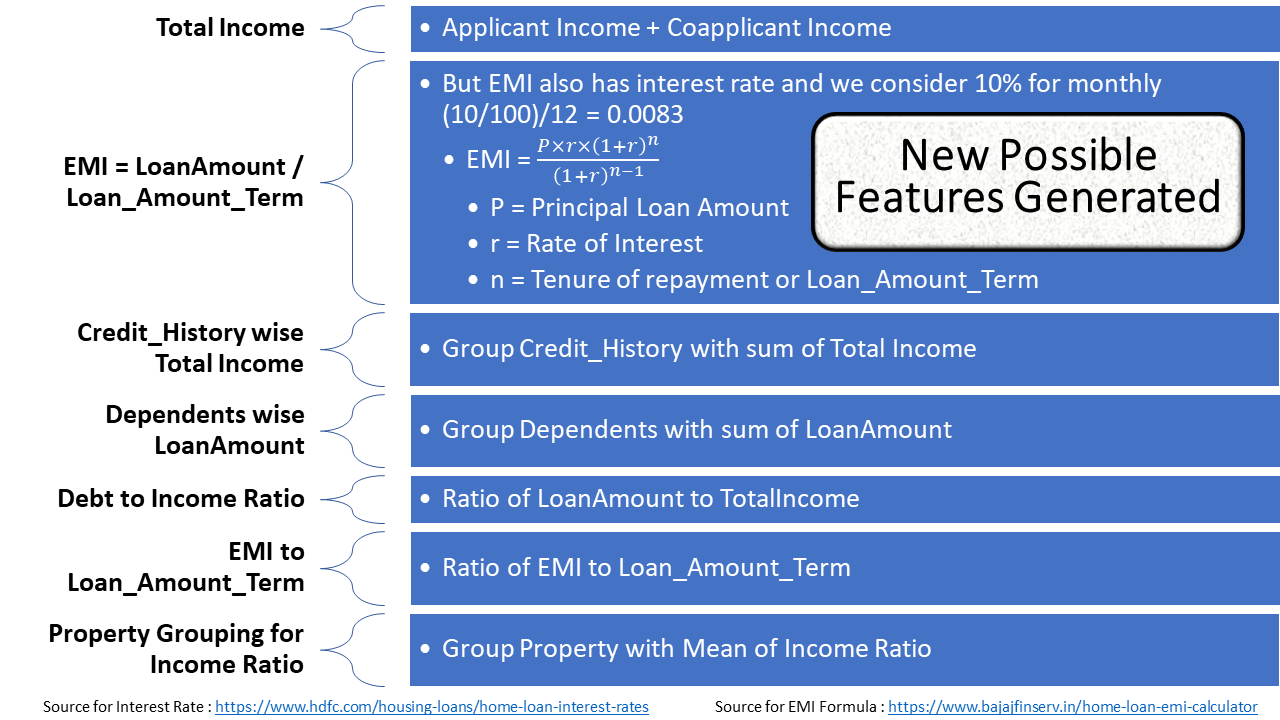 Total Income
• Applicant Income + Coapplicant Income
EMI = LoanAmount /
Loan_Amount_Term
• But EMI also has interest rate and we consider 10% for monthly
(10/100)/12 = 0.0083
• EMI = \frac{P×r×(1+r)^n}{(1+r)^{n−1}}
• P = Principal Loan Amount
• r = Rate of Interest
• n = Tenure of repayment or Loan_Amount_Term
New Possible
Features Generated
Credit_History wise
Total Income
• Group Credit_History with sum of Total Income
Dependents wise
LoanAmount
• Group Dependents with sum of LoanAmount
Debt to Income Ratio
• Ratio of LoanAmount to TotalIncome
EMI to
Loan_Amount_Term
• Ratio of EMI to Loan_Amount_Term
Property Grouping for
Income Ratio
• Group Property with Mean of Income Ratio
Source for Interest Rate : https://www.hdfc.com/housing-loans/home-loan-interest-rates
Source for EMI Formula : https://www.bajajfinserv.in/home-loan-emi-calculator